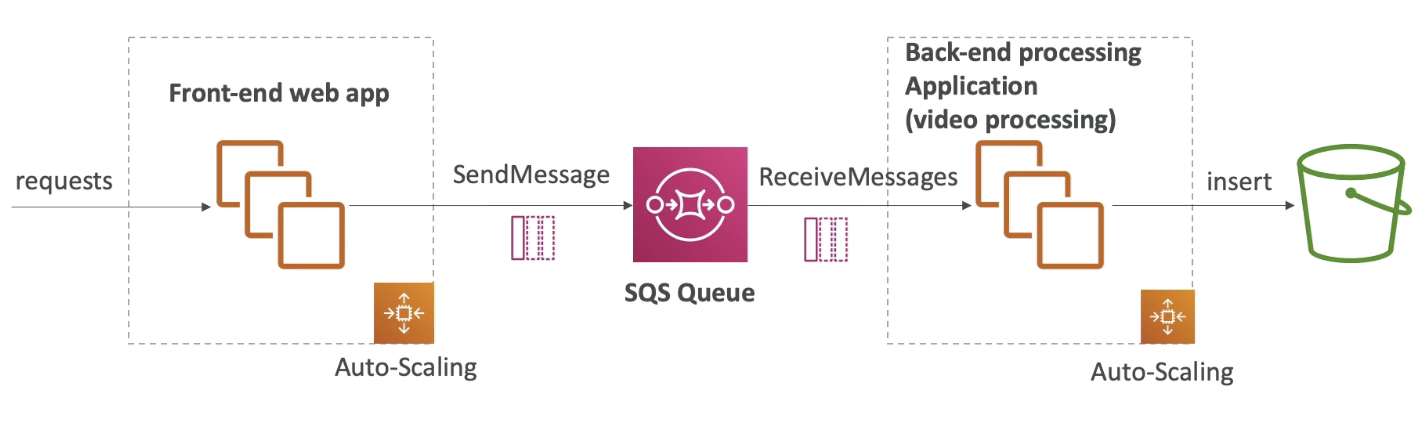 Front-end web app
requests
Auto-Scaling
SendMessage
SQS Queue
ReceiveMessages
Back-end processing
Application
(video processing)
Auto-Scaling
insert